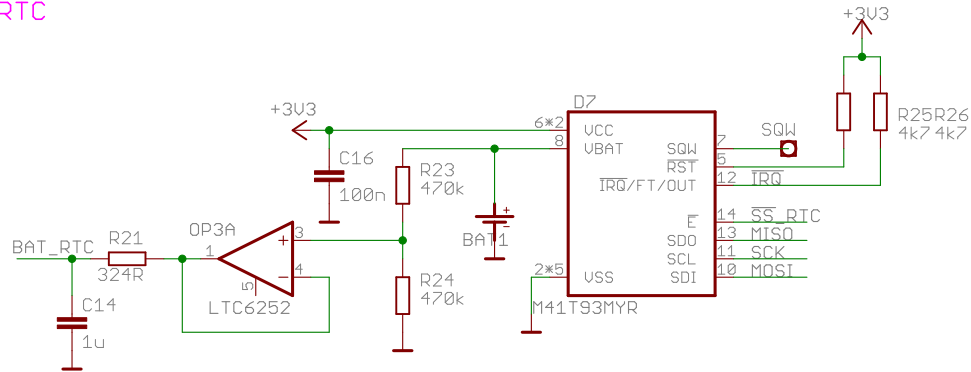 RTC
+3V3
+3V3
D7
6*2
VCC
8
VBAT
SQW
7
SQW
RST
5
IRQ/FT/OUT
12
IRQ
R25R26
4k7 4k7
C16
100n
R23
470k
E
14
SS_RTC
SDO
13
MISO
SCL
11
SCK
SDI
10
MOSI
BAT1
+
-
2*5
VSS
M41T93MYR
OP3A
BAT_RTC
R21
324R
1
+
3
-
4
5
LTC6252
R24
470k
C14
1u